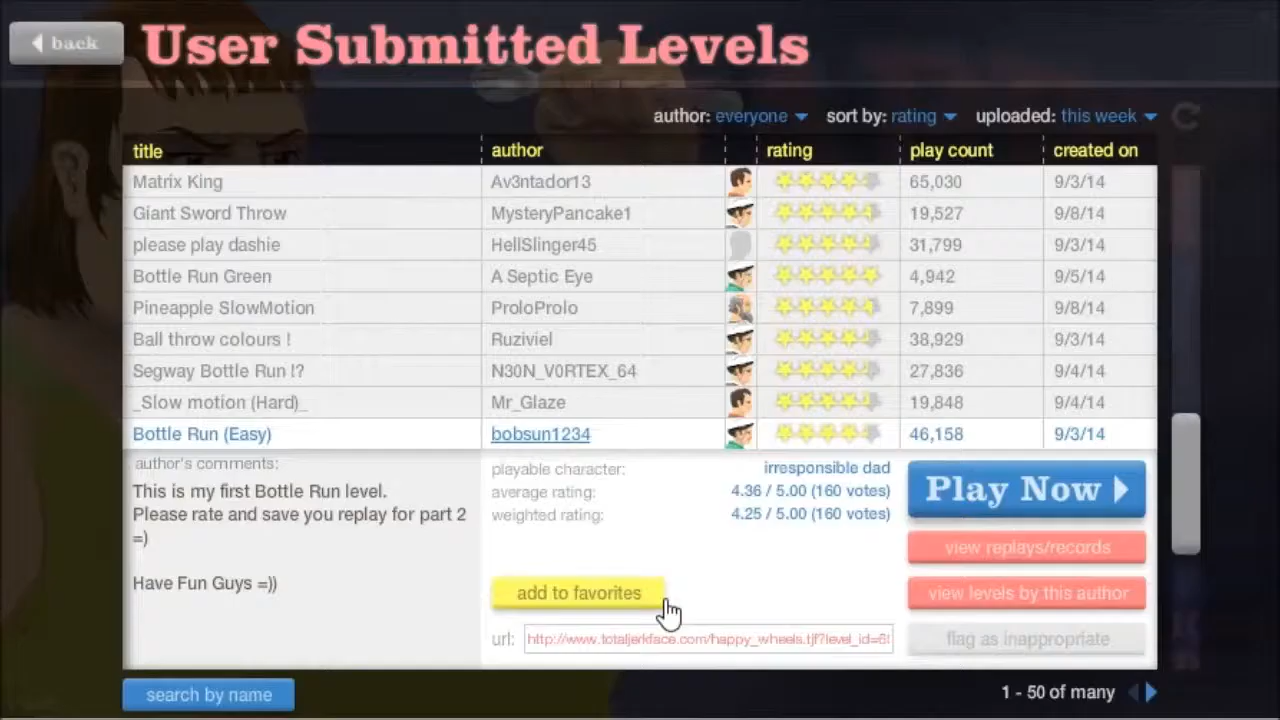 back
User Submitted Levels
author: everyone sort by: rating uploaded: this week
title author rating play count created on
Matrix King Av3ntador13 65,030 9/3/14
Giant Sword Throw MysteryPancake1 19,527 9/8/14
please play dashie HellSlinger45 31,799 9/3/14
Bottle Run Green A Septic Eye 4,942 9/5/14
Pineapple SlowMotion ProloProlo 7,899 9/8/14
Ball throw colours ! Ruziviel 38,929 9/3/14
Segway Bottle Run !? N30N_V0RTEX_64 27,836 9/4/14
_Slow motion (Hard)_ Mr_Glaze 19,848 9/4/14
Bottle Run (Easy) bobsun1234 46,158 9/3/14
author's comments:
This is my first Bottle Run level.
Please rate and save you replay for part 2
=)
Have Fun Guys =))
playable character: irresponsible dad
average rating: 4.36 / 5.00 (160 votes)
weighted rating: 4.25 / 5.00 (160 votes)
add to favorites
url: http://www.totaljerkface.com/happy_wheels.tjf?level_id=6
Play Now
view replays/records
view levels by this author
flag as inappropriate
search by name
1 - 50 of many